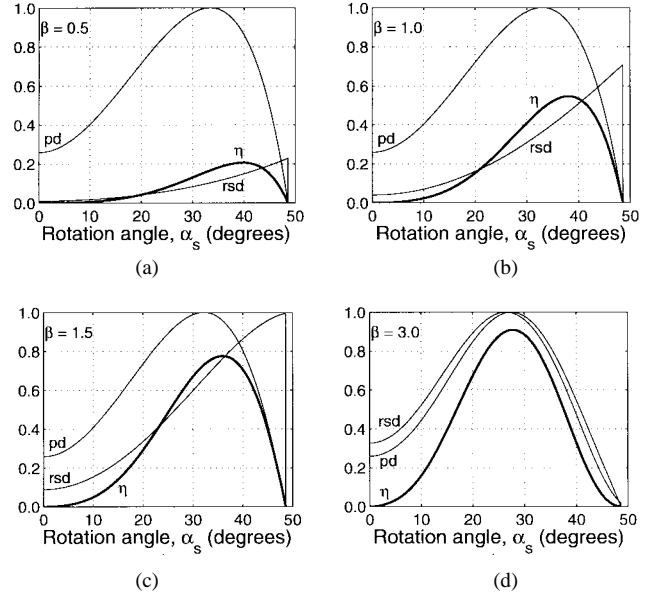 1.0
β = 0.5
0.8
0.6
0.4
pd
η
0.2
rsd
0.0
0 10 20 30 40 50
Rotation angle, αs (degrees)
(a)
1.0
β = 1.0
0.8
0.6
η
0.4
pd
rsd
0.2
0.0
0 10 20 30 40 50
Rotation angle, αs (degrees)
(b)
1.0
β = 1.5
0.8
0.6
0.4
pd
0.2
rsd
η
0.0
0 10 20 30 40 50
Rotation angle, αs (degrees)
(c)
1.0
β = 3.0
0.8
0.6
0.4
rsd
0.2
pd
η
0.0
0 10 20 30 40 50
Rotation angle, αs (degrees)
(d)